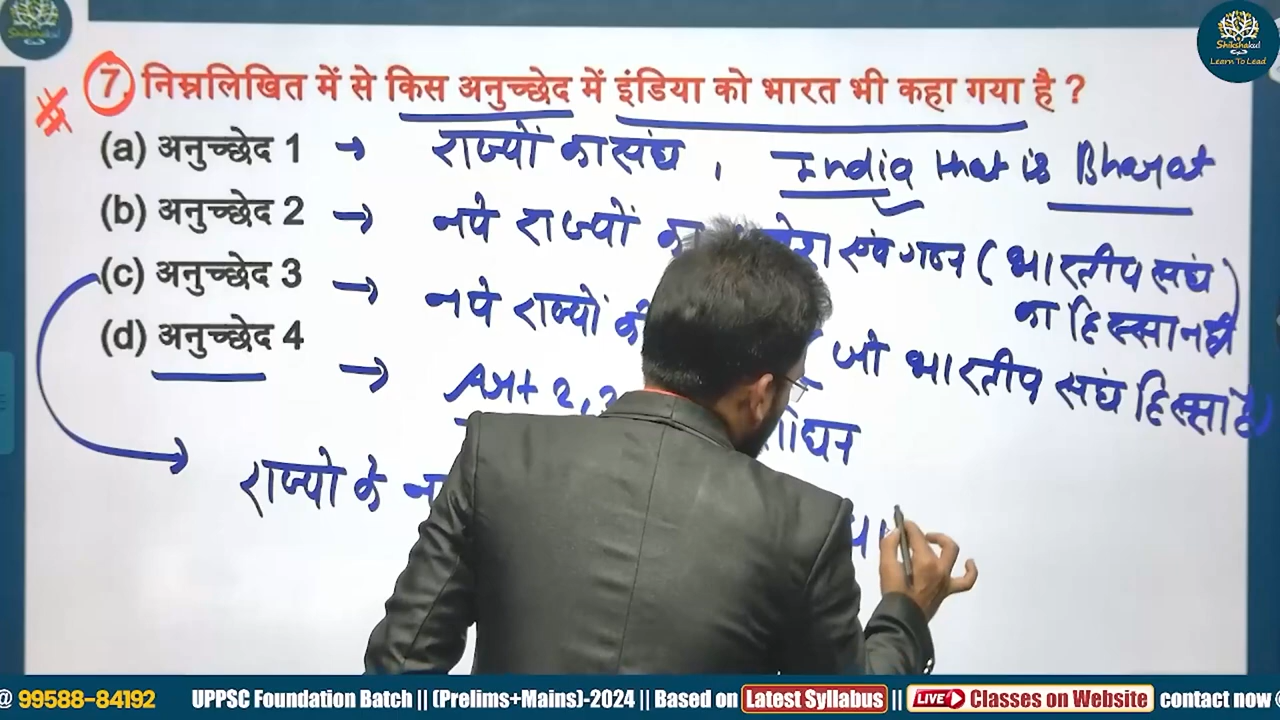 Shikshakul
Shikshakul
Learn To Lead
# 7. निम्नलिखित में से किस अनुच्छेद में इंडिया को भारत भी कहा गया है ?
(a) अनुच्छेद 1 → राज्यों का संघ , India that is Bharat
(b) अनुच्छेद 2 → नये राज्यों का प्रवेश एवं गठन ( भारतीय संघ
का हिस्सा नही )
(c) अनुच्छेद 3 → नये राज्यों की जो भारतीय संघ हिस्सा है )
(d) अनुच्छेद 4 → Art 2,
राज्यो के
@ 99588-84192 UPPSC Foundation Batch || (Prelims+Mains)-2024 || Based on Latest Syllabus || LIVE Classes on Website contact now @